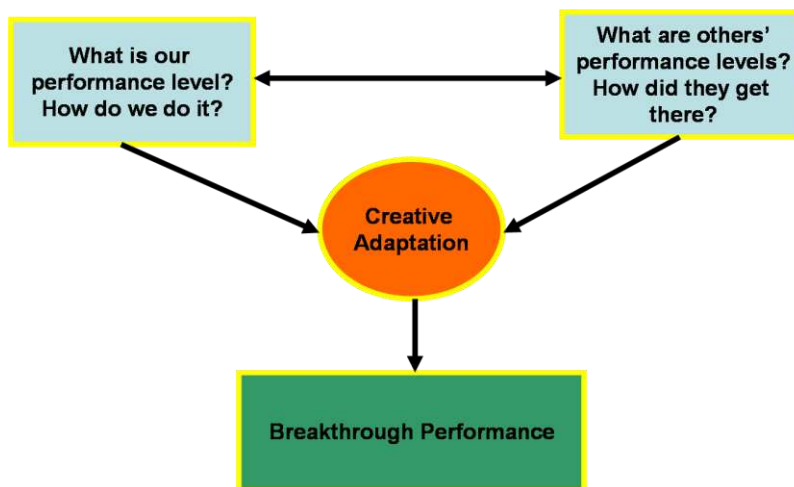 What is our
performance level?
How do we do it?
What are others'
performance levels?
How did they get
there?
Creative
Adaptation
Breakthrough Performance